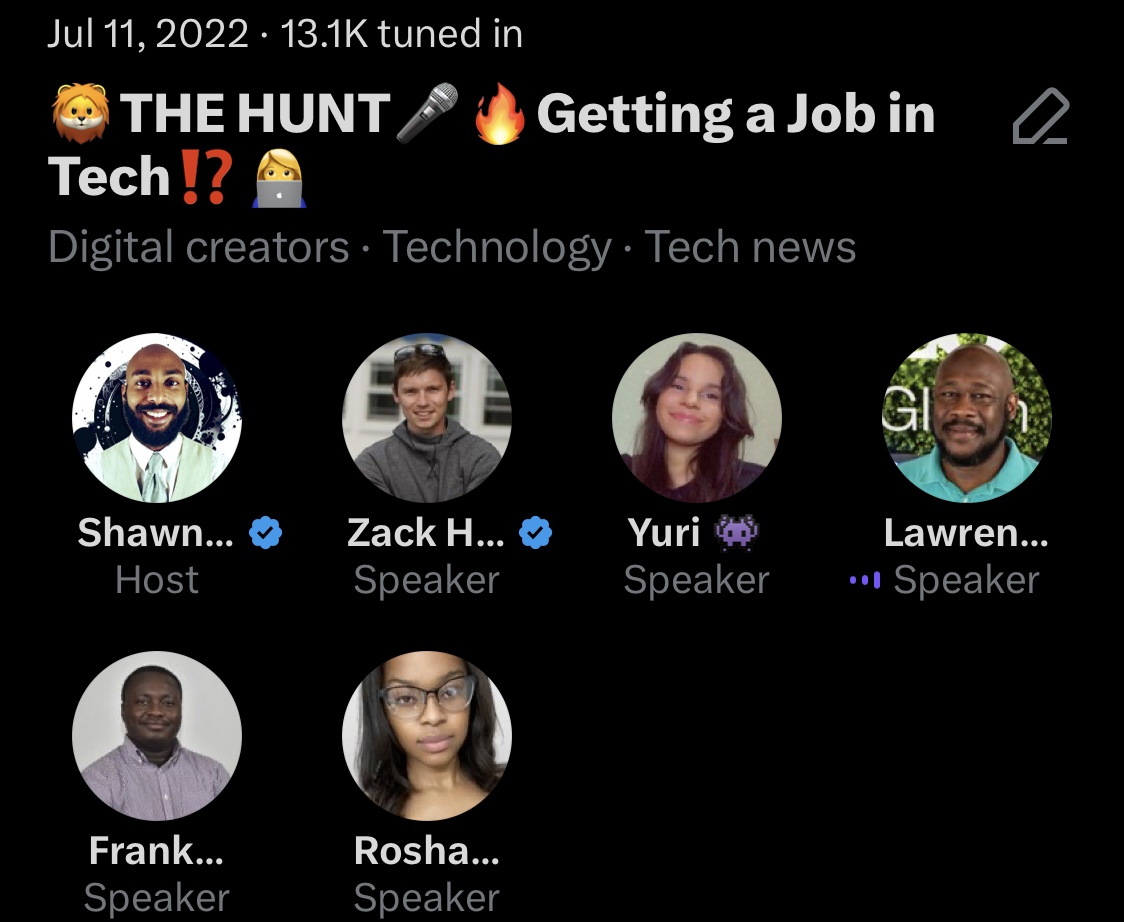 Jul 11, 2022 · 13.1K tuned in
🦁 THE HUNT🎤 🔥 Getting a Job in
Tech⁉️ 👩‍💻
Digital creators · Technology · Tech news
Shawn... Zack H... Yuri 👾 Lawren...
Host Speaker Speaker Speaker
Frank... Rosha...
Speaker Speaker